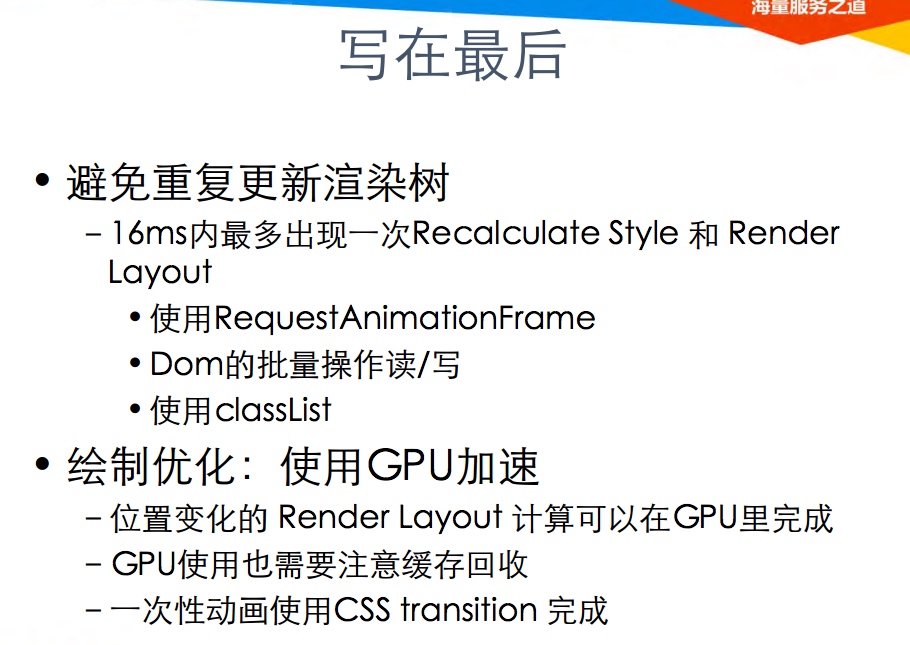 海量服务之道
写在最后
• 避免重复更新渲染树
– 16ms内最多出现一次Recalculate Style 和 Render
Layout
• 使用RequestAnimationFrame
• Dom的批量操作读/写
• 使用classList
• 绘制优化：使用GPU加速
– 位置变化的 Render Layout 计算可以在GPU里完成
– GPU使用也需要注意缓存回收
– 一次性动画使用CSS transition 完成